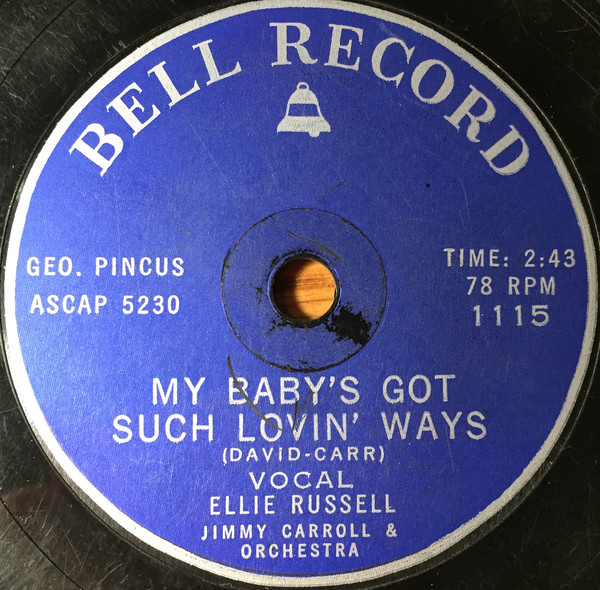 BELL RECORD
GEO. PINCUS
ASCAP 5230
TIME: 2:43
78 RPM
1115
MY BABY'S GOT
SUCH LOVIN' WAYS
(DAVID-CARR)
VOCAL
ELLIE RUSSELL
JIMMY CARROLL &
ORCHESTRA